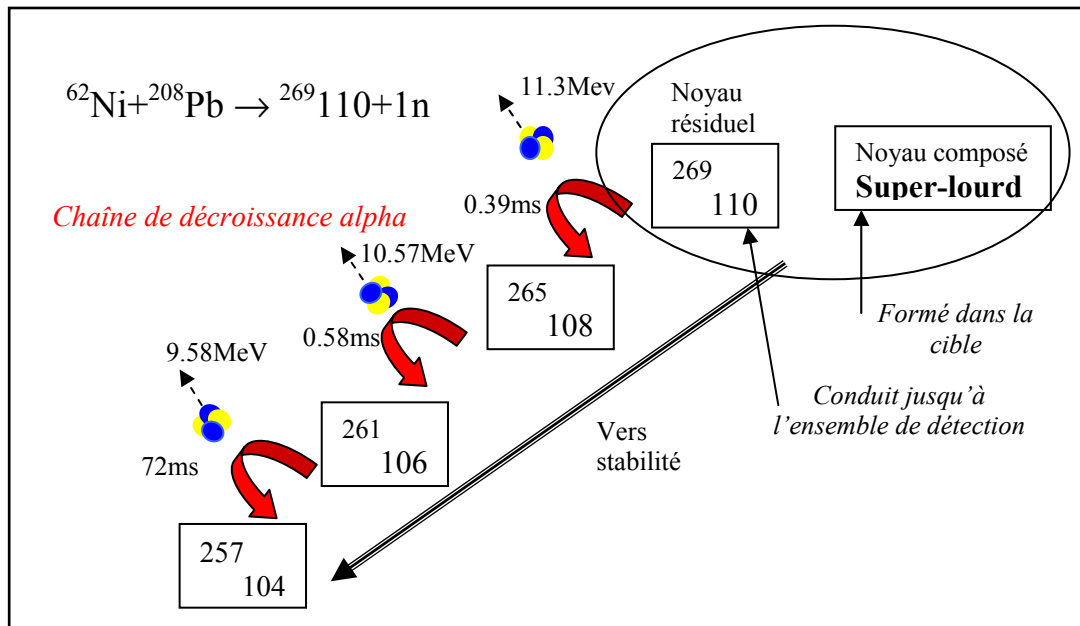 ⁶²Ni+²⁰⁸Pb → ²⁶⁹110+1n
11.3Mev
Noyau
résiduel
Noyau composé
Super-lourd
269
110
0.39ms
Chaîne de décroissance alpha
10.57MeV
265
108
Formé dans la
cible
0.58ms
9.58MeV
Conduit jusqu’à
l’ensemble de détection
261
106
Vers
stabilité
72ms
257
104